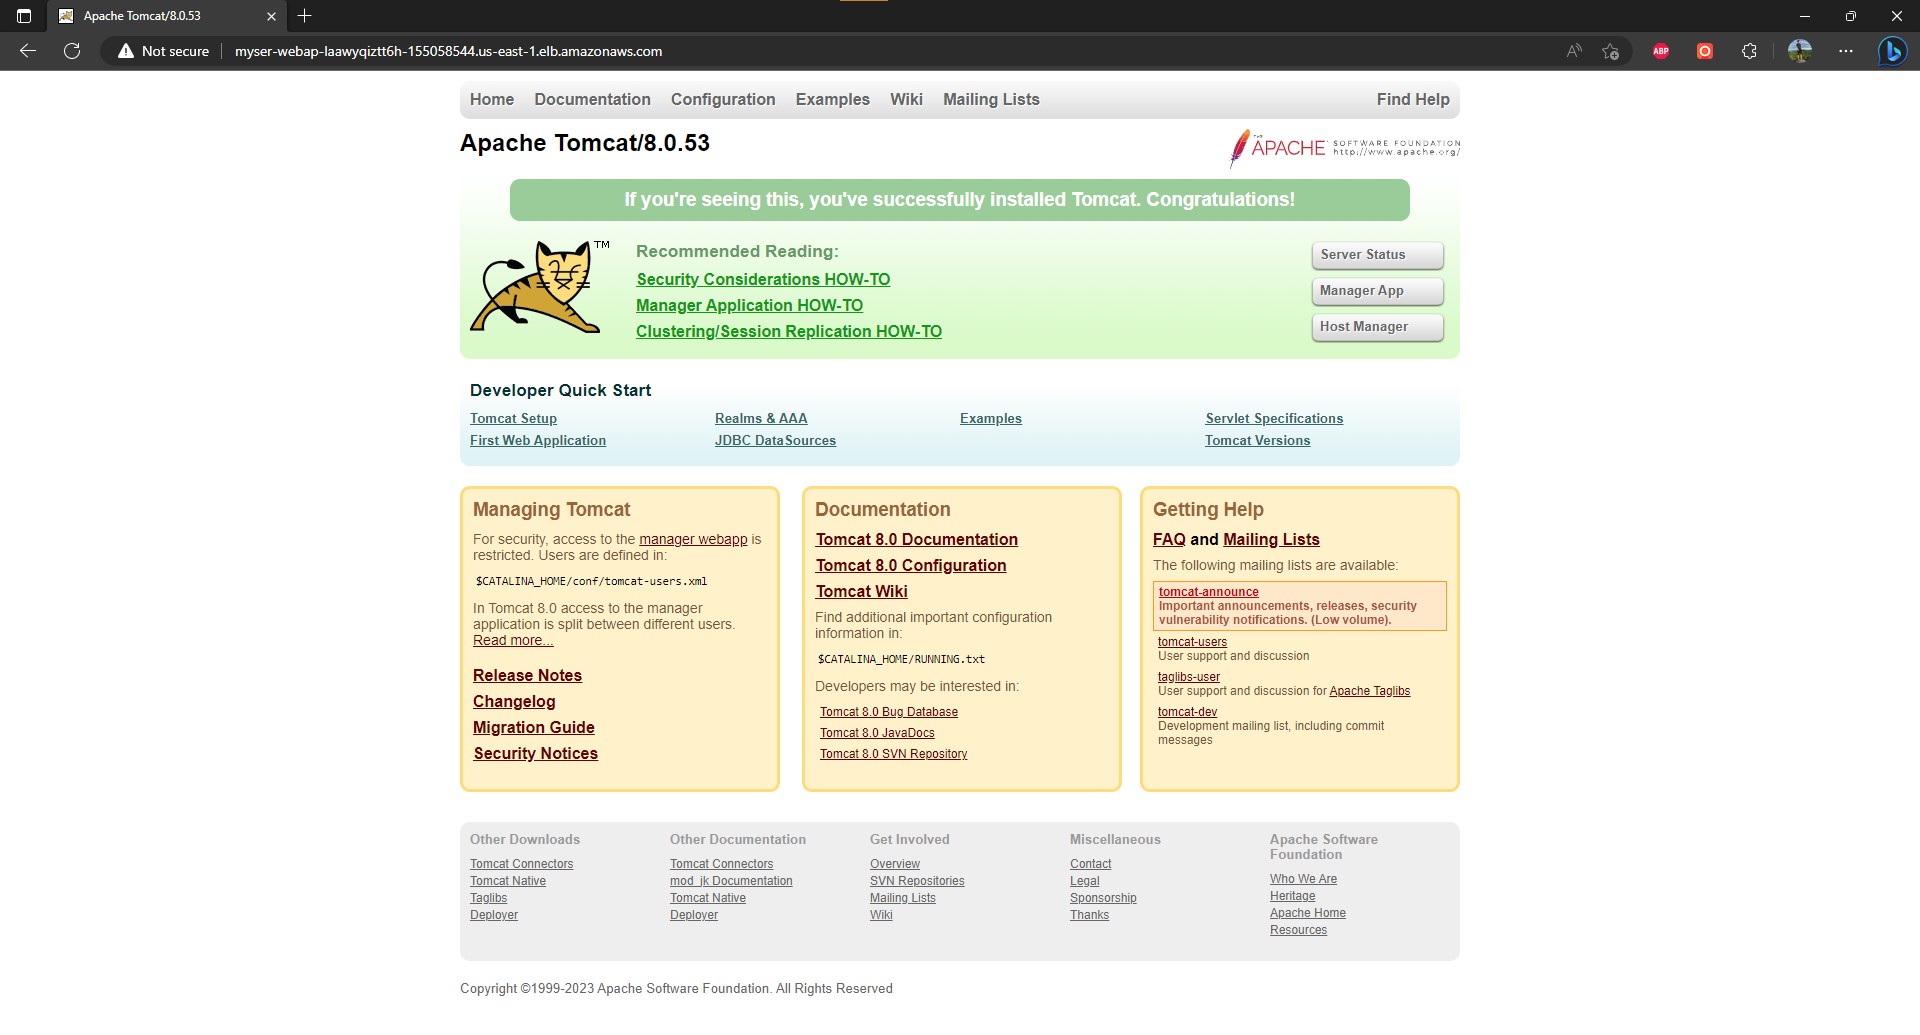 Apache Tomcat/8.0.53
Not secure
myser-webap-laawyqiztt6h-155058544.us-east-1.elb.amazonaws.com
ABP
Home Documentation Configuration Examples Wiki Mailing Lists Find Help
Apache Tomcat/8.0.53
THE
APACHE SOFTWARE FOUNDATION
http://www.apache.org/
If you're seeing this, you've successfully installed Tomcat. Congratulations!
TM
Recommended Reading:
Security Considerations HOW-TO
Manager Application HOW-TO
Clustering/Session Replication HOW-TO
Server Status
Manager App
Host Manager
Developer Quick Start
Tomcat Setup
First Web Application
Realms & AAA
JDBC DataSources
Examples
Servlet Specifications
Tomcat Versions
Managing Tomcat
For security, access to the manager webapp is
restricted. Users are defined in:
$CATALINA_HOME/conf/tomcat-users.xml
In Tomcat 8.0 access to the manager
application is split between different users.
Read more...
Release Notes
Changelog
Migration Guide
Security Notices
Documentation
Tomcat 8.0 Documentation
Tomcat 8.0 Configuration
Tomcat Wiki
Find additional important configuration
information in:
$CATALINA_HOME/RUNNING.txt
Developers may be interested in:
Tomcat 8.0 Bug Database
Tomcat 8.0 JavaDocs
Tomcat 8.0 SVN Repository
Getting Help
FAQ and Mailing Lists
The following mailing lists are available:
tomcat-announce
Important announcements, releases, security
vulnerability notifications. (Low volume).
tomcat-users
User support and discussion
taglibs-user
User support and discussion for Apache Taglibs
tomcat-dev
Development mailing list, including commit
messages
Other Downloads
Tomcat Connectors
Tomcat Native
Taglibs
Deployer
Other Documentation
Tomcat Connectors
mod_jk Documentation
Tomcat Native
Deployer
Get Involved
Overview
SVN Repositories
Mailing Lists
Wiki
Miscellaneous
Contact
Legal
Sponsorship
Thanks
Apache Software
Foundation
Who We Are
Heritage
Apache Home
Resources
Copyright ©1999-2023 Apache Software Foundation. All Rights Reserved